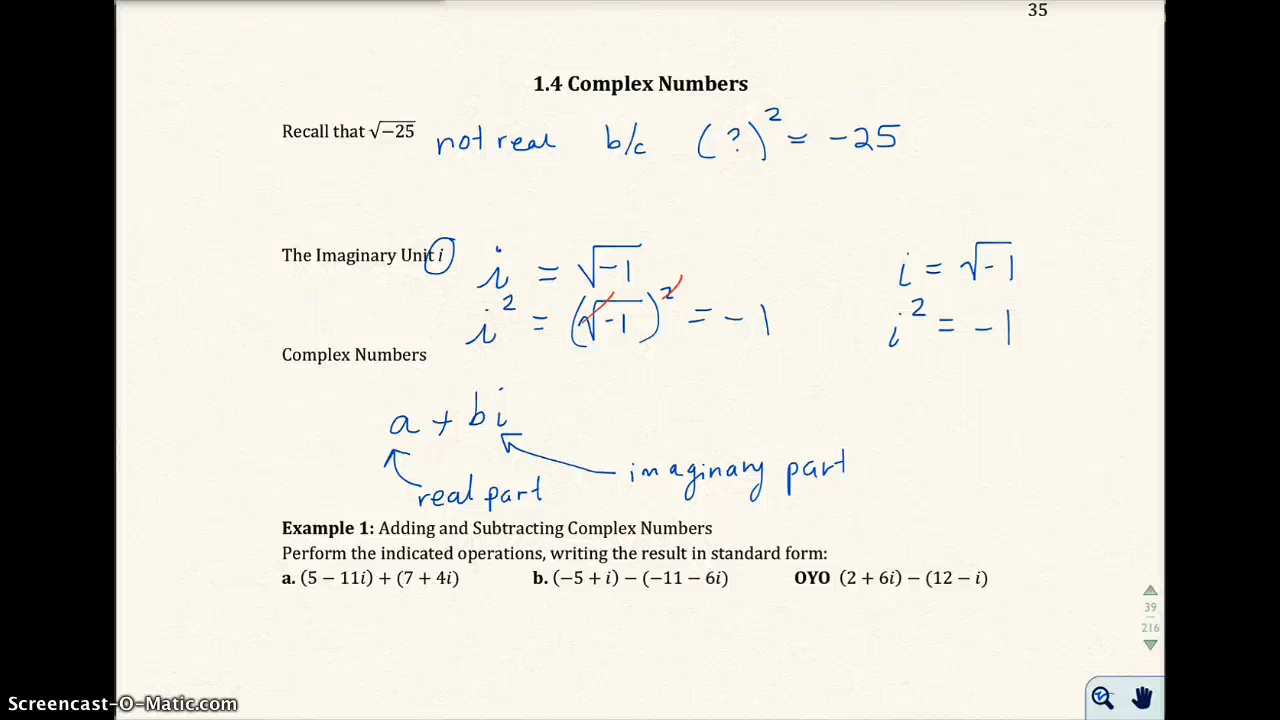 35
1.4 Complex Numbers
Recall that √−25 not real b/c (?)² = −25
The Imaginary Unit i i = √−1 i = √−1
i² = (√−1)² = −1 i² = −1
Complex Numbers
a + bi
imaginary part
real part
Example 1: Adding and Subtracting Complex Numbers
Perform the indicated operations, writing the result in standard form:
a. (5 − 11i) + (7 + 4i) b. (−5 + i) − (−11 − 6i) OYO (2 + 6i) − (12 − i)
39
216
Screencast-O-Matic.com